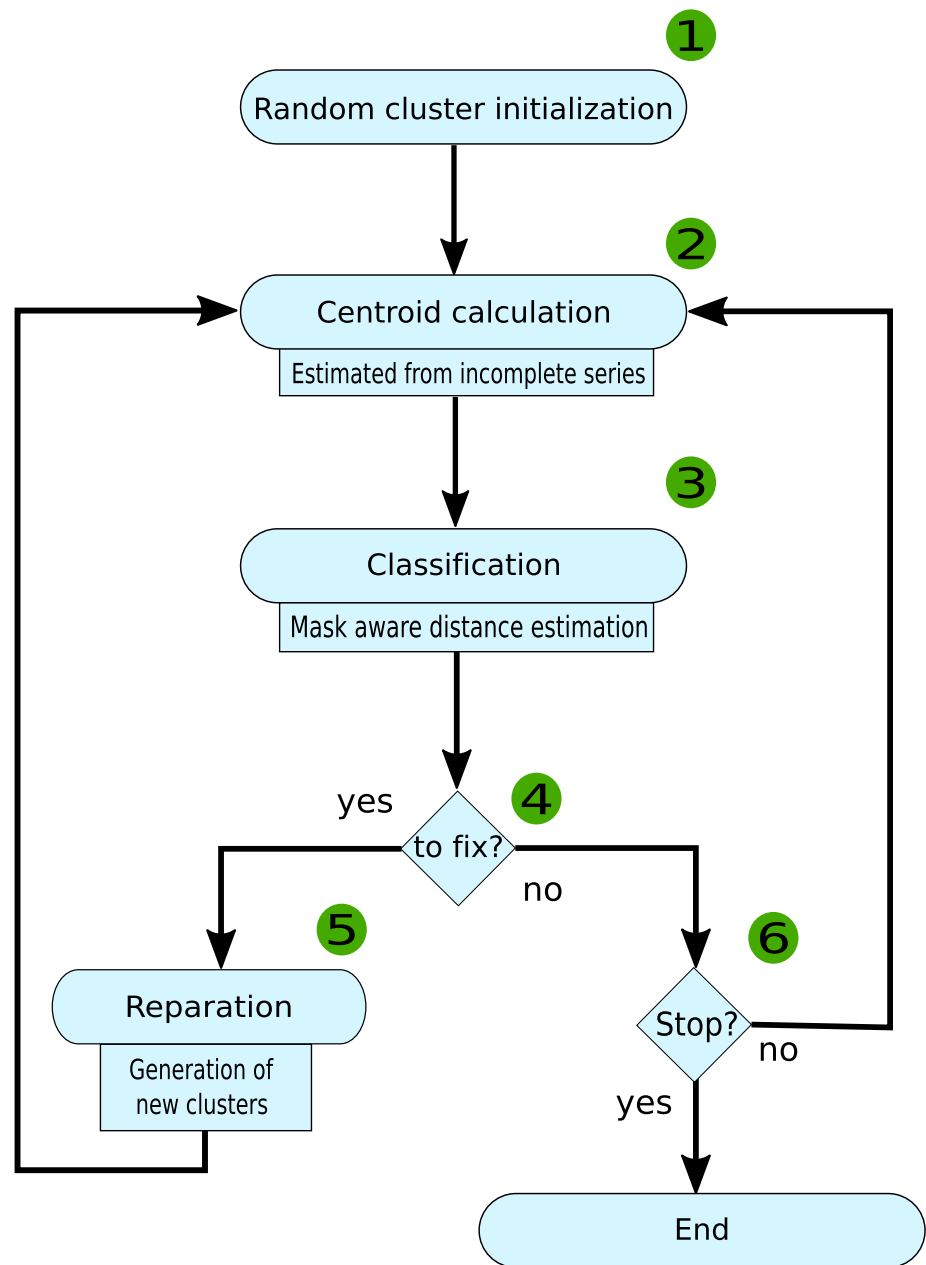 1
Random cluster initialization
2
Centroid calculation
Estimated from incomplete series
3
Classification
Mask aware distance estimation
yes
4
to fix?
no
5
Reparation
Generation of
new clusters
6
Stop?
no
yes
End